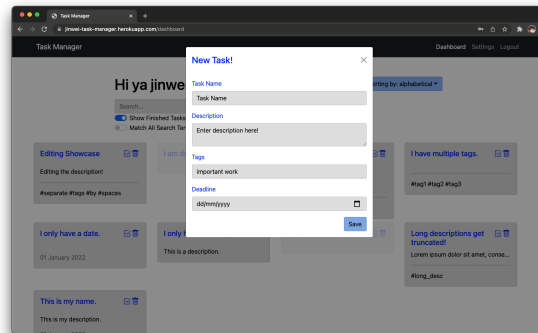 Task Manager
jinwei-task-manager.herokuapp.com/dashboard
Task Manager
Dashboard Settings Logout
New Task!
Hi ya jinwe
rting by: alphabetical
Task Name
Task Name
Search...
Show Finished Tasks
Match All Search Ter
Description
Enter description here!
Tags
important work
Deadline
dd/mm/yyyy
Save
Editing Showcase
Editing the description!
#separate #tags #by #spaces
I am de
I have multiple tags.
#tag1 #tag2 #tag3
I only have a date.
01 January 2022
I only h
This is a description.
Long descriptions get
truncated!
Lorem ipsum dolor sit amet, conse...
#long_desc
This is my name.
This is my description.